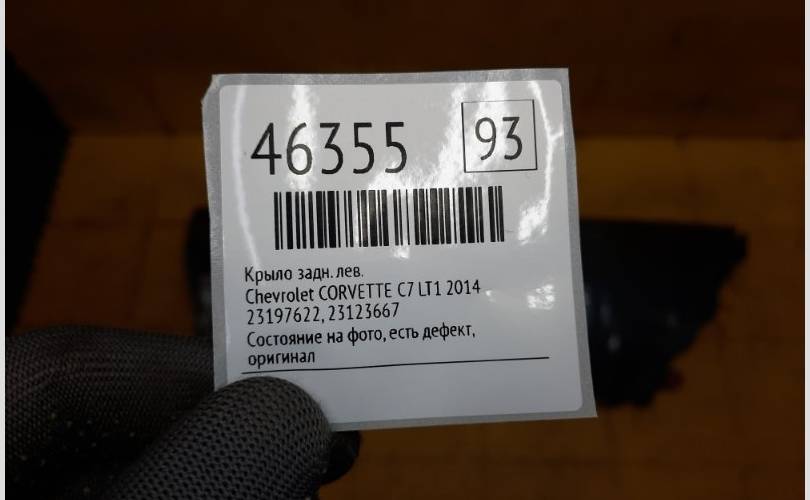 46355
93
Крыло задн. лев.
Chevrolet CORVETTE C7 LT1 2014
23197622, 23123667
Состояние на фото, есть дефект,
оригинал